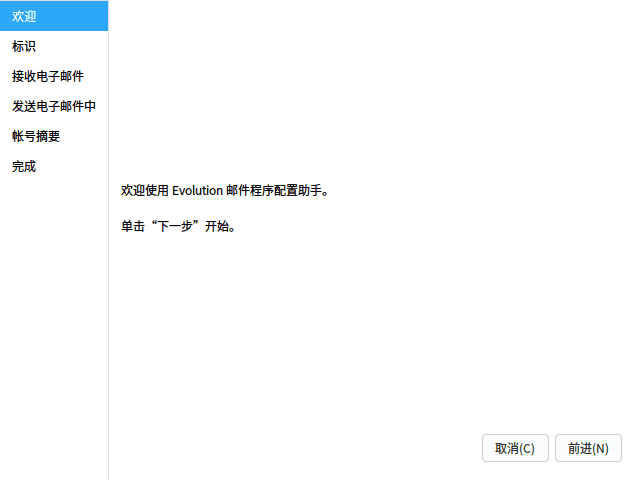 欢迎
标识
接收电子邮件
发送电子邮件中
帐号摘要
完成
欢迎使用 Evolution 邮件程序配置助手。
单击“下一步”开始。
取消(C)
前进(N)